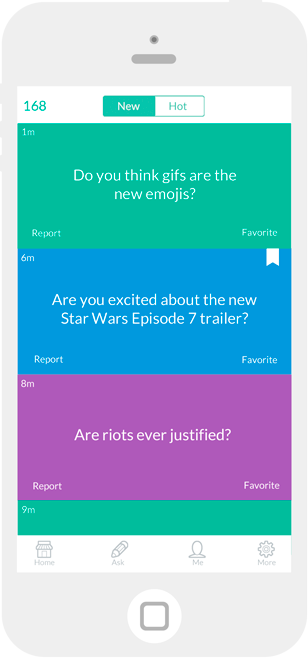 168 New Hot
1m
Do you think gifs are the
new emojis?
Report Favorite
6m
Are you excited about the new
Star Wars Episode 7 trailer?
Report Favorite
8m
Are riots ever justified?
Report Favorite
9m
Home Ask Me More